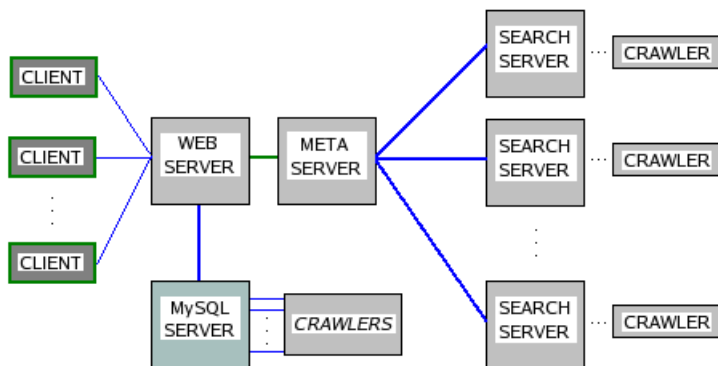 CLIENT
CLIENT
CLIENT
WEB
SERVER
META
SERVER
MySQL
SERVER
CRAWLERS
SEARCH
SERVER
CRAWLER
SEARCH
SERVER
CRAWLER
SEARCH
SERVER
CRAWLER